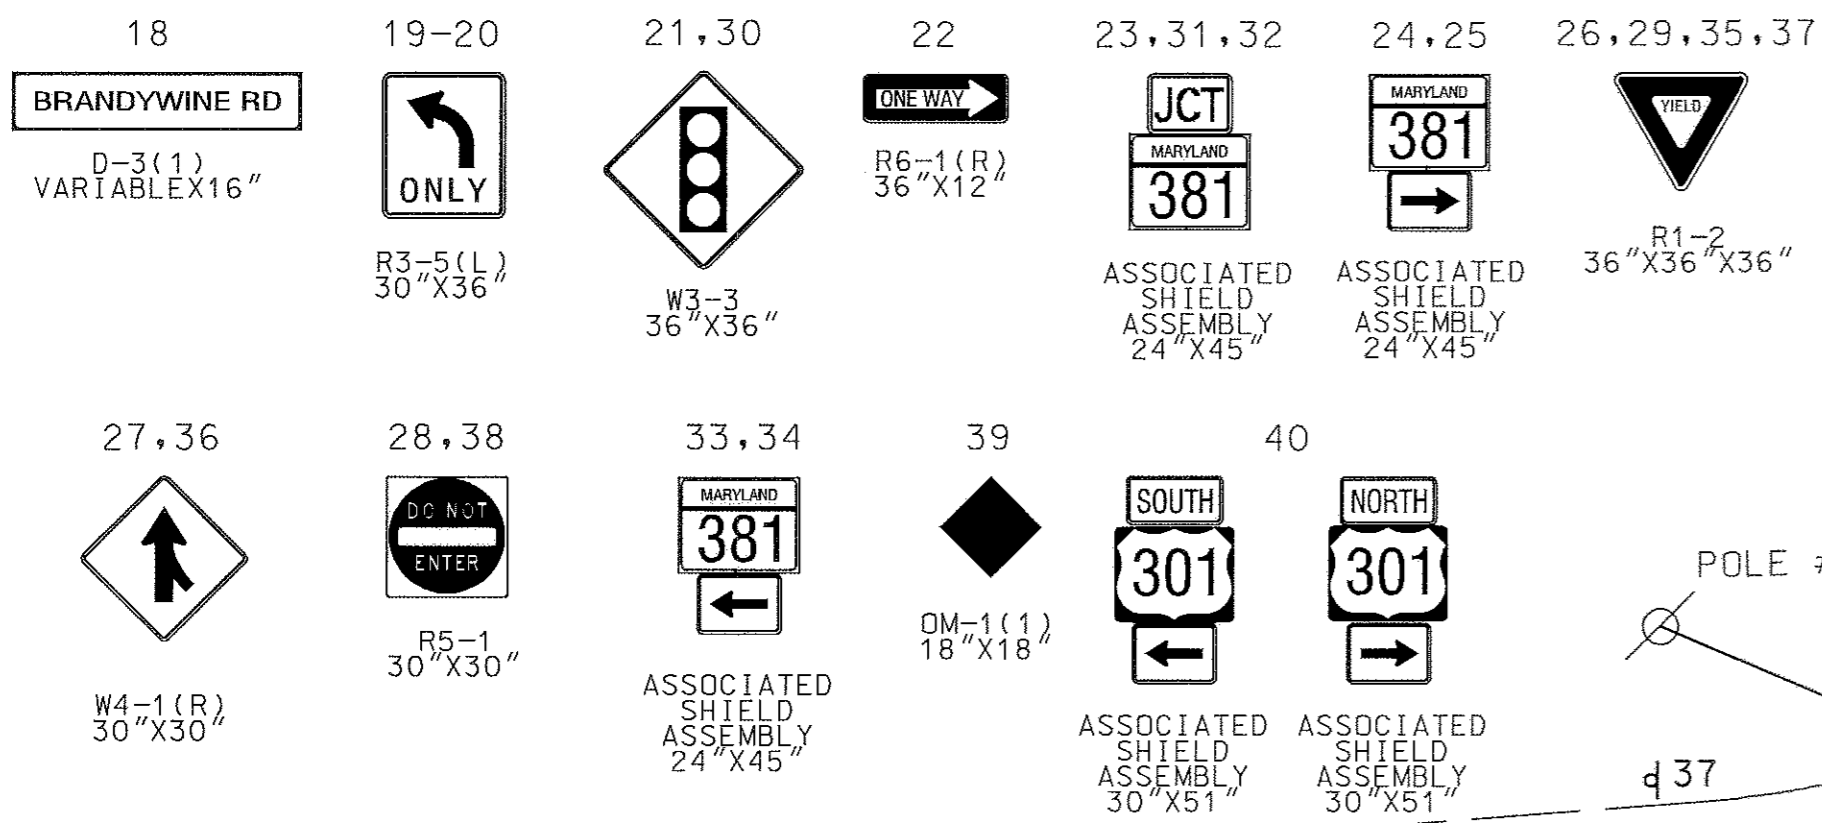 18
BRANDYWINE RD
D-3(1)
VARIABLEX16"
19-20
ONLY
R3-5(L)
30"X36"
21,30
W3-3
36"X36"
22
ONE WAY
R6-1(R)
36"X12"
23,31,32
JCT
MARYLAND
381
ASSOCIATED
SHIELD
ASSEMBLY
24"X45"
24,25
MARYLAND
381
ASSOCIATED
SHIELD
ASSEMBLY
24"X45"
26,29,35,37
YIELD
R1-2
36"X36"X36"
27,36
W4-1(R)
30"X30"
28,38
DO NOT
ENTER
R5-1
30"X30"
33,34
MARYLAND
381
ASSOCIATED
SHIELD
ASSEMBLY
24"X45"
39
OM-1(1)
18"X18"
40
SOUTH
301
ASSOCIATED
SHIELD
ASSEMBLY
30"X51"
NORTH
301
ASSOCIATED
SHIELD
ASSEMBLY
30"X51"
POLE
37